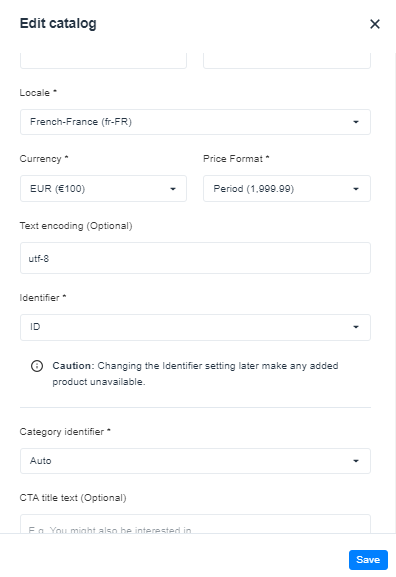 Edit catalog
Locale *
French-France (fr-FR)
Currency *
Price Format *
EUR (€100)
Period (1,999.99)
Text encoding (Optional)
utf-8
Identifier *
ID
Caution: Changing the Identifier setting later make any added
product unavailable.
Category identifier *
Auto
CTA title text (Optional)
E.g. You might also be interested in
Save